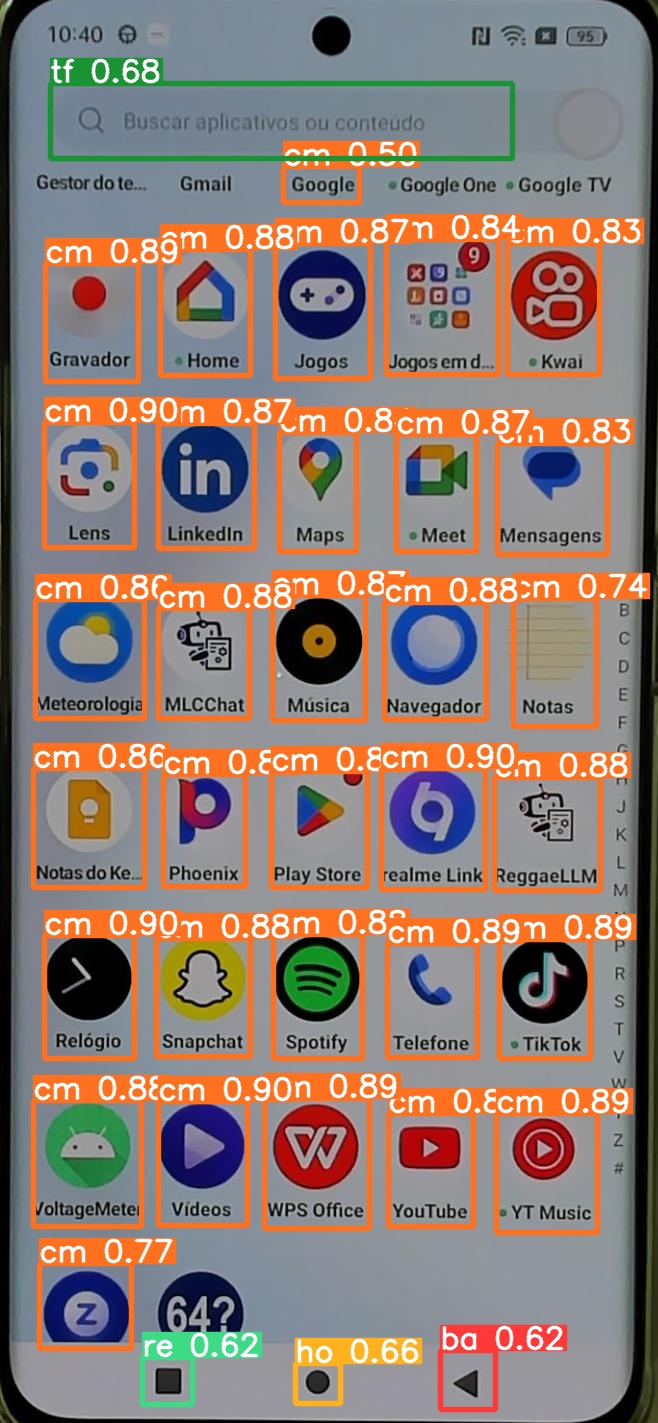 10:40 95
tf 0.68
Buscar aplicativos ou conteúdo
cm 0.50
Gestor do te... Gmail Google Google One Google TV
cm 0.89 cm 0.88 m 0.87 n 0.84 cm 0.83
9
Gravador Home Jogos Jogos em d... Kwai
cm 0.90 m 0.87 cm 0.8 cm 0.87 cm 0.83
in
Lens LinkedIn Maps Meet Mensagens
cm 0.86 cm 0.88 cm 0.87 cm 0.88 cm 0.74
B
C
D
E
F
G
Meteorologia MLCChat Música Navegador Notas
cm 0.86 cm 0.8 cm 0.8 cm 0.90 cm 0.88
H
J
K
L
M
Notas do Ke... Phoenix Play Store realme Link ReggaeLLM
cm 0.90 m 0.88 m 0.88 cm 0.89 m 0.89
P
R
S
T
V
W
Relógio Snapchat Spotify Telefone TikTok
cm 0.88 cm 0.90 m 0.89 cm 0.8 cm 0.89
Z
#
VoltageMeter Vídeos WPS Office YouTube YT Music
cm 0.77
Z 64?
re 0.62 ho 0.66 ba 0.62